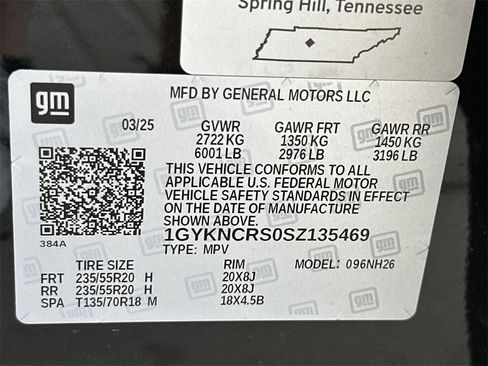 Spring Hill, Tennessee
gm
MFD BY GENERAL MOTORS LLC
03/25 GVWR GAWR FRT GAWR RR
2722 KG 1350 KG 1450 KG
6001 LB 2976 LB 3196 LB
THIS VEHICLE CONFORMS TO ALL
APPLICABLE U.S. FEDERAL MOTOR
VEHICLE SAFETY STANDARDS IN EFFECT
ON THE DATE OF MANUFACTURE
SHOWN ABOVE.
384A
1GYKNCRS0SZ135469
TYPE: MPV MODEL: 096NH26
TIRE SIZE RIM
FRT 235/55R20 H 20X8J
RR 235/55R20 H 20X8J
SPA T135/70R18 M 18X4.5B